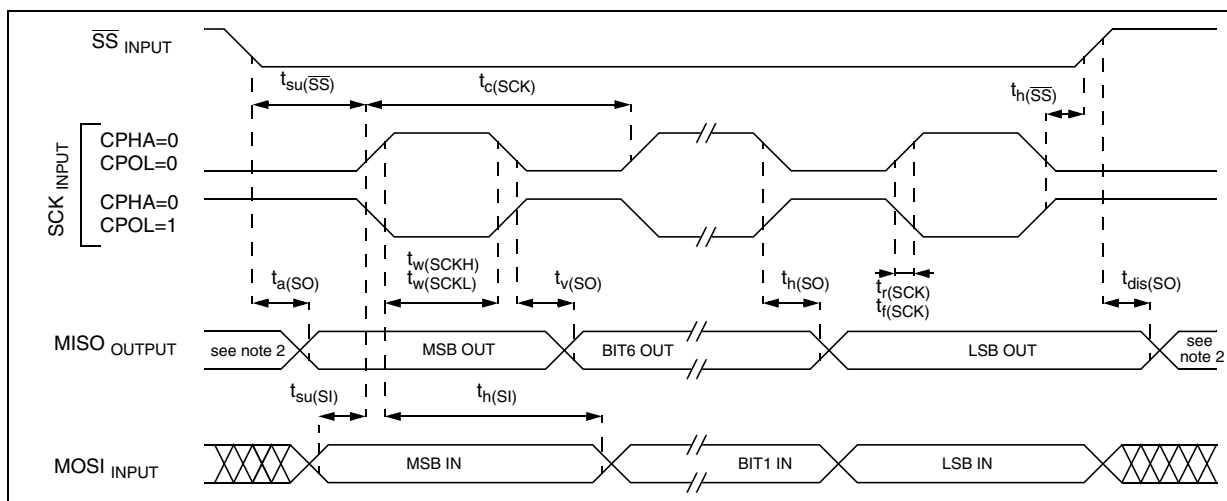 SS INPUT
tsu(SS)
tc(SCK)
th(SS)
SCK INPUT
CPHA=0
CPOL=0
CPHA=0
CPOL=1
ta(SO)
tw(SCKH)
tw(SCKL)
tv(SO)
th(SO)
tr(SCK)
tf(SCK)
tdis(SO)
MISO OUTPUT
see note 2
MSB OUT
BIT6 OUT
LSB OUT
see
note 2
tsu(SI)
th(SI)
MOSI INPUT
MSB IN
BIT1 IN
LSB IN